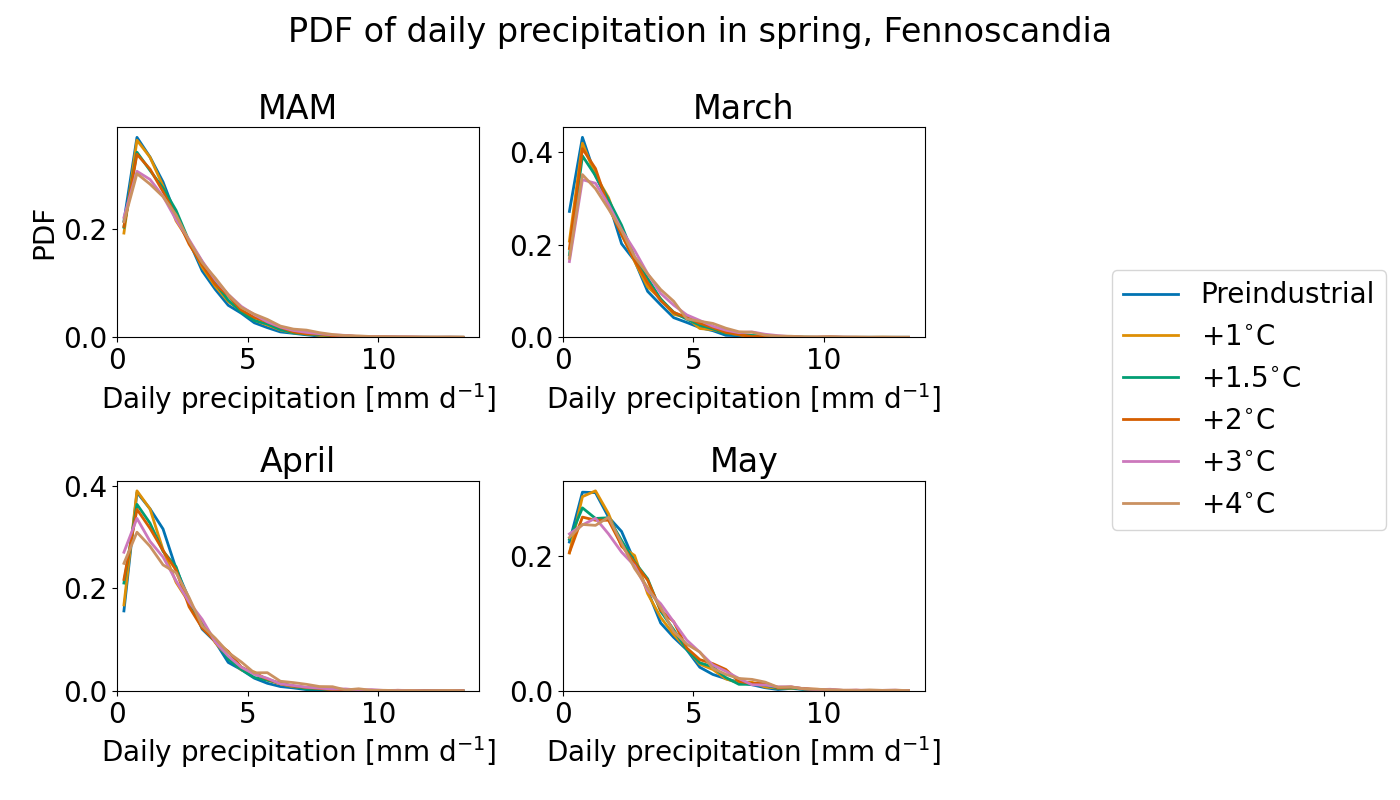 PDF of daily precipitation in spring, Fennoscandia
MAM
PDF
0.2
0.0
0 5 10
Daily precipitation [mm d⁻¹]
March
0.4
0.2
0.0
0 5 10
Daily precipitation [mm d⁻¹]
April
0.4
0.2
0.0
0 5 10
Daily precipitation [mm d⁻¹]
May
0.2
0.0
0 5 10
Daily precipitation [mm d⁻¹]
Preindustrial
+1°C
+1.5°C
+2°C
+3°C
+4°C